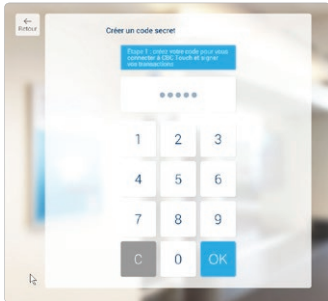 Retour
Créer un code secret
Étape 1 : créez votre code pour vous
connecter à CBC Touch et signer
vos transactions.
1 2 3
4 5 6
7 8 9
C 0 OK